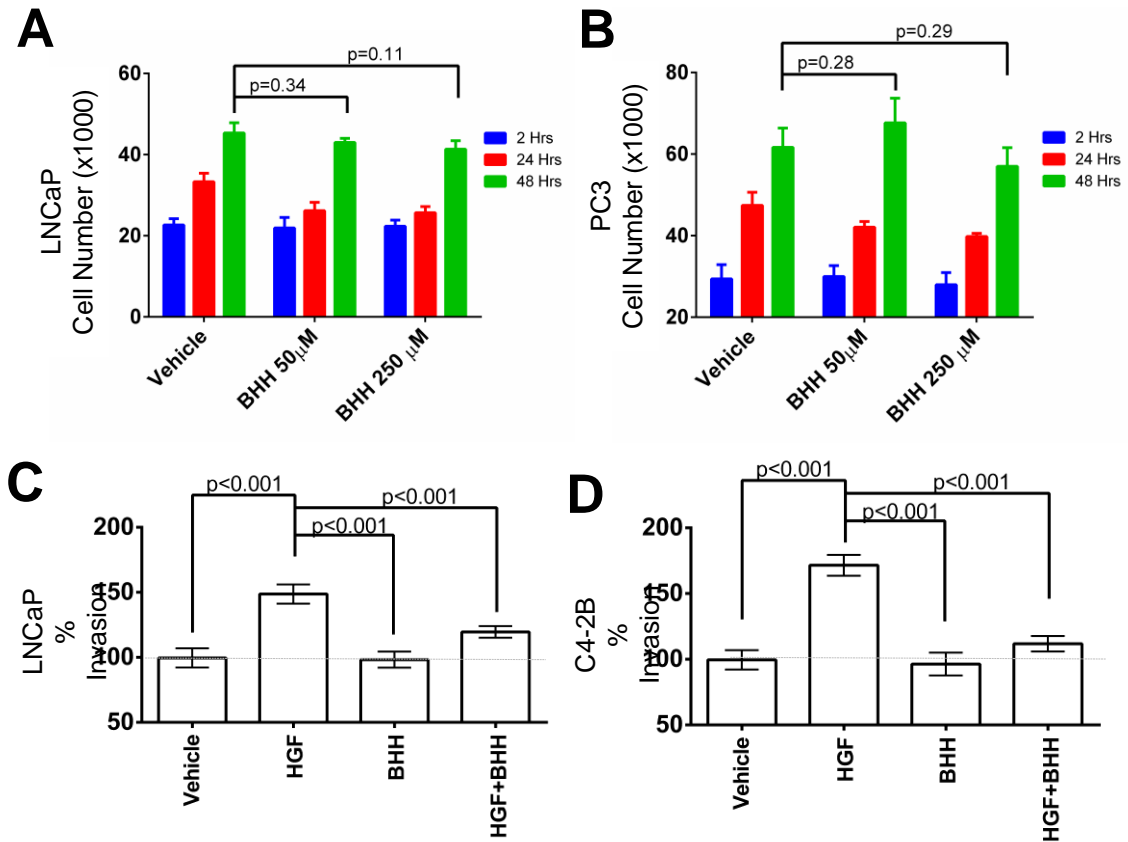 A
LNCaP
Cell Number (x1000)
60
40
20
0
p=0.11
p=0.34
2 Hrs
24 Hrs
48 Hrs
Vehicle
BHH 50μM
BHH 250 μM
B
PC3
Cell Number (x1000)
80
60
40
20
p=0.29
p=0.28
2 Hrs
24 Hrs
48 Hrs
Vehicle
BHH 50μM
BHH 250 μM
C
LNCaP
%
Invasion
200
150
100
50
p<0.001
p<0.001
p<0.001
Vehicle
HGF
BHH
HGF+BHH
D
C4-2B
%
Invasion
200
150
100
50
p<0.001
p<0.001
p<0.001
Vehicle
HGF
BHH
HGF+BHH